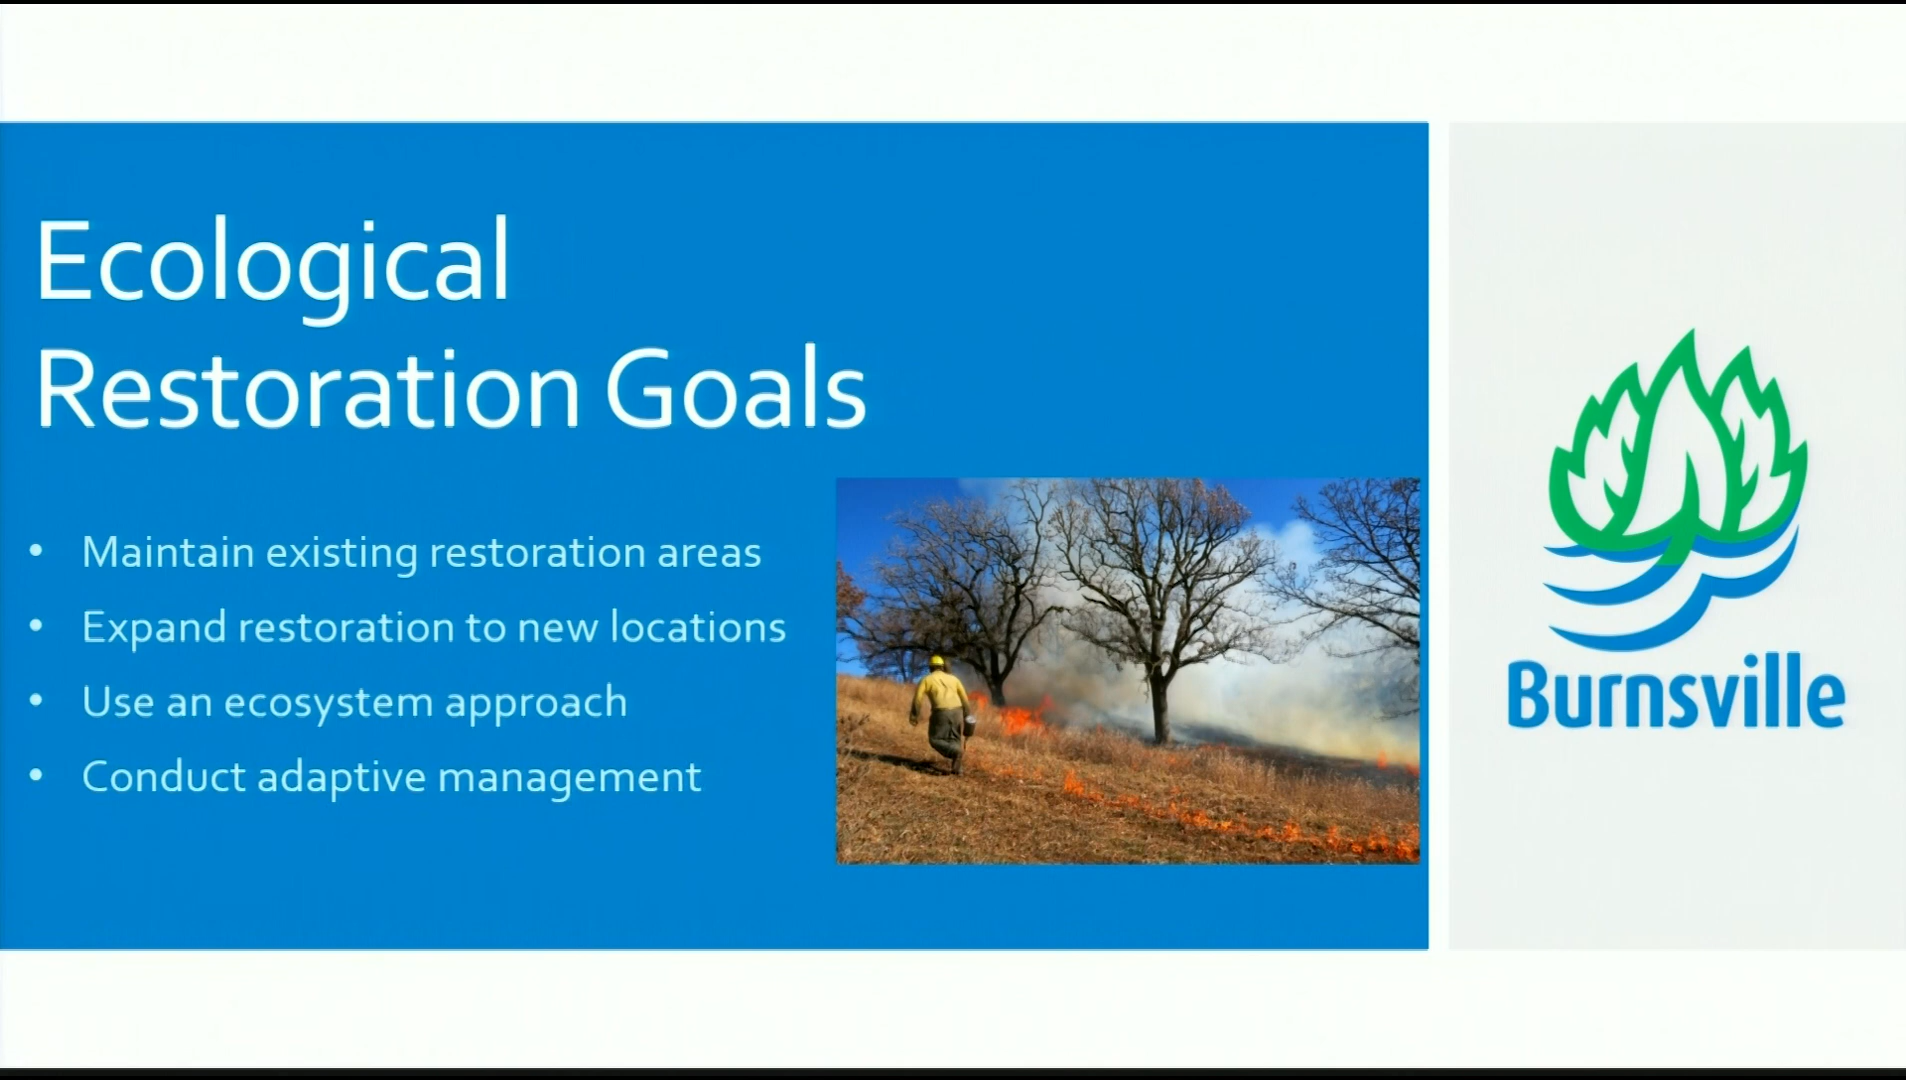 Ecological
Restoration Goals
• Maintain existing restoration areas
• Expand restoration to new locations
• Use an ecosystem approach
• Conduct adaptive management
Burnsville